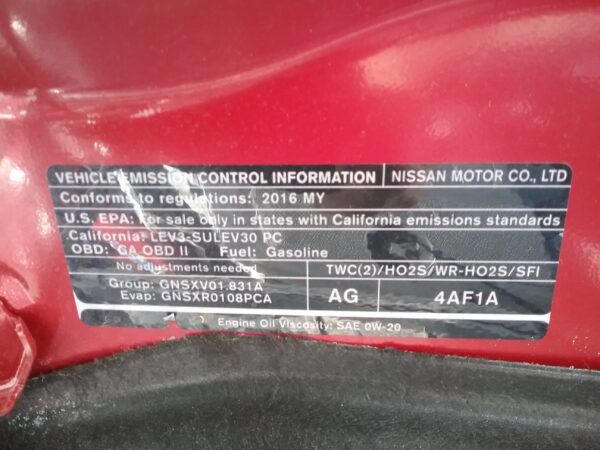 VEHICLE EMISSION CONTROL INFORMATION NISSAN MOTOR CO., LTD
Conforms to regulations: 2016 MY
U.S. EPA: For sale only in states with California emissions standards
California: LEV3-SULEV30 PC
OBD: CA OBD II Fuel: Gasoline
No adjustments needed TWC(2)/HO2S/WR-HO2S/SFI
Group: GNSXV01.831A
Evap: GNSXR0108PCA
AG 4AF1A
Engine Oil Viscosity: SAE 0W-20